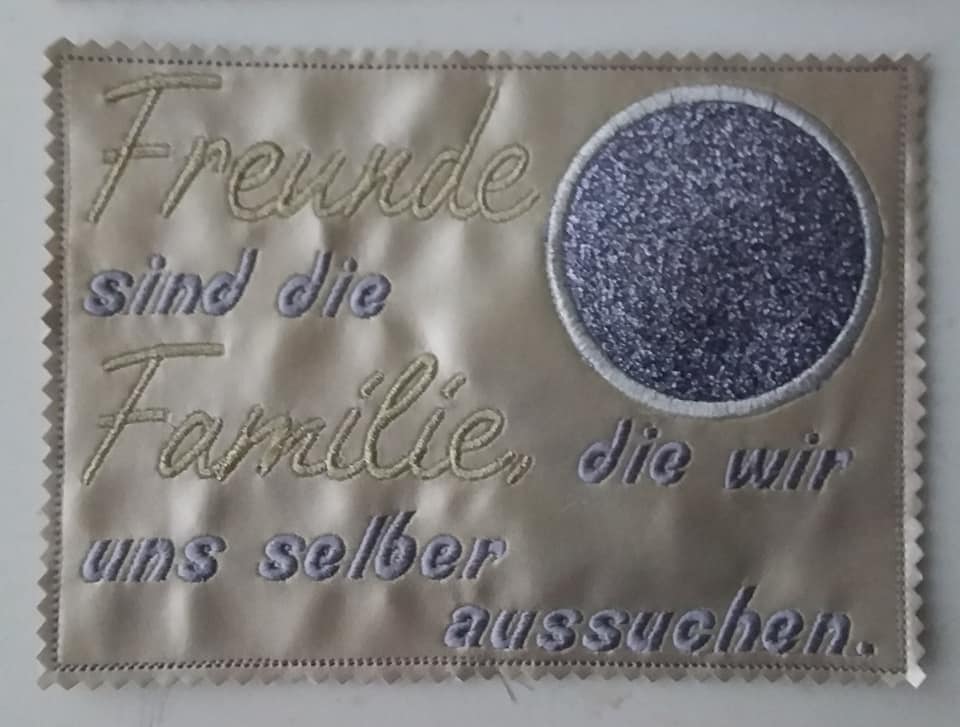 Freunde
sind die
Familie, die wir
uns selber
aussuchen.